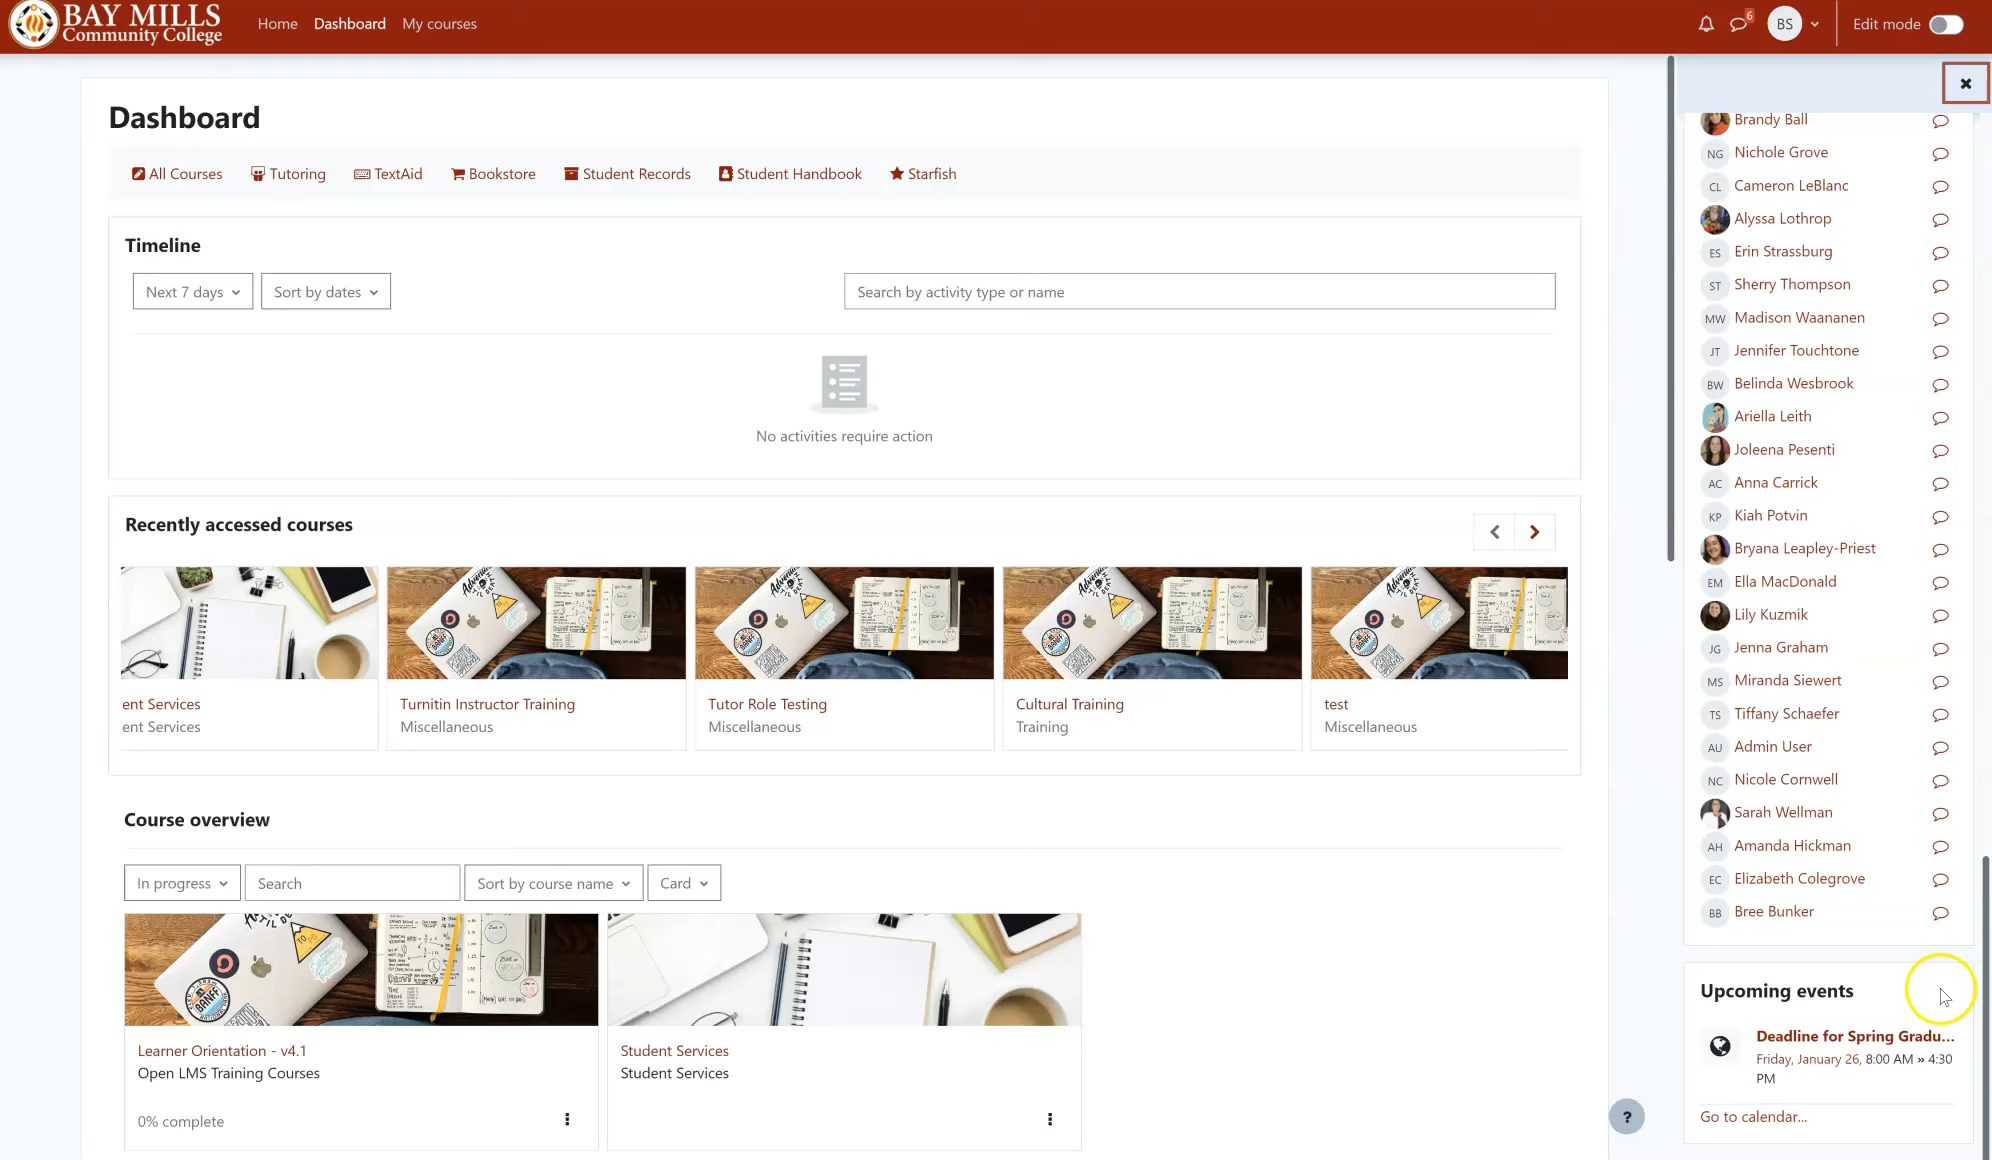 BAY MILLS
Community College
Home
Dashboard
My courses
6
BS
Edit mode
Dashboard
All Courses
Tutoring
TextAid
Bookstore
Student Records
Student Handbook
Starfish
Timeline
Next 7 days
Sort by dates
Search by activity type or name
No activities require action
Recently accessed courses
ent Services
ent Services
Turnitin Instructor Training
Miscellaneous
Tutor Role Testing
Miscellaneous
Cultural Training
Training
test
Miscellaneous
Course overview
In progress
Search
Sort by course name
Card
Learner Orientation - v4.1
Open LMS Training Courses
0% complete
Student Services
Student Services
?
Brandy Ball
NG Nichole Grove
CL Cameron LeBlanc
Alyssa Lothrop
ES Erin Strassburg
ST Sherry Thompson
MW Madison Waananen
JT Jennifer Touchtone
BW Belinda Wesbrook
Ariella Leith
Joleena Pesenti
AC Anna Carrick
KP Kiah Potvin
Bryana Leapley-Priest
EM Ella MacDonald
Lily Kuzmik
JG Jenna Graham
MS Miranda Siewert
TS Tiffany Schaefer
AU Admin User
NC Nicole Cornwell
Sarah Wellman
AH Amanda Hickman
EC Elizabeth Colegrove
BB Bree Bunker
Upcoming events
Deadline for Spring Gradu...
Friday, January 26, 8:00 AM » 4:30
PM
Go to calendar...